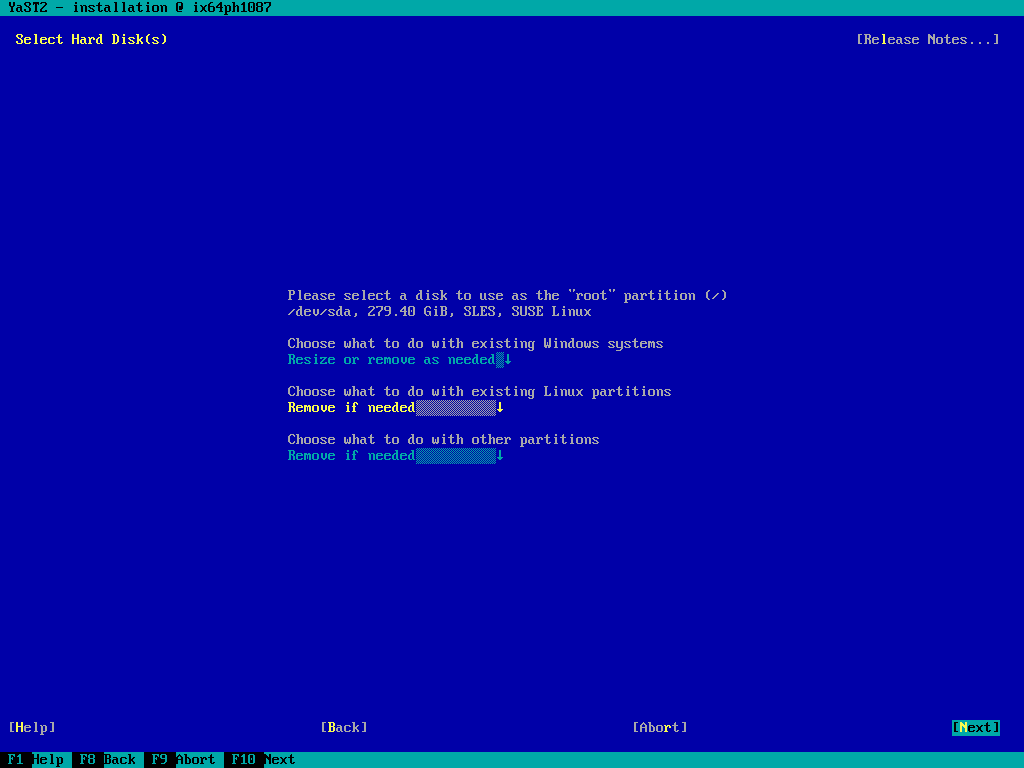 YaST2 - installation @ ix64ph1087
Select Hard Disk(s) [Release Notes...]
Please select a disk to use as the "root" partition (/)
/dev/sda, 279.40 GiB, SLES, SUSE Linux
Choose what to do with existing Windows systems
Resize or remove as needed↓
Choose what to do with existing Linux partitions
Remove if needed↓
Choose what to do with other partitions
Remove if needed↓
[Help] [Back] [Abort] [Next]
F1 Help F8 Back F9 Abort F10 Next